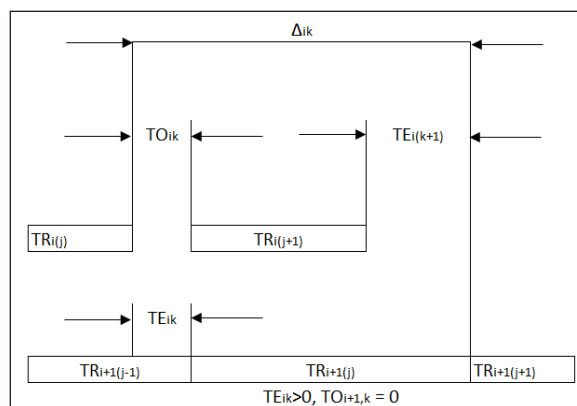 Δik
TOik TEi(k+1)
TRi(j) TRi(j+1)
TEik
TRi+1(j-1) TRi+1(j) TRi+1(j+1)
TEik>0, TOi+1,k = 0